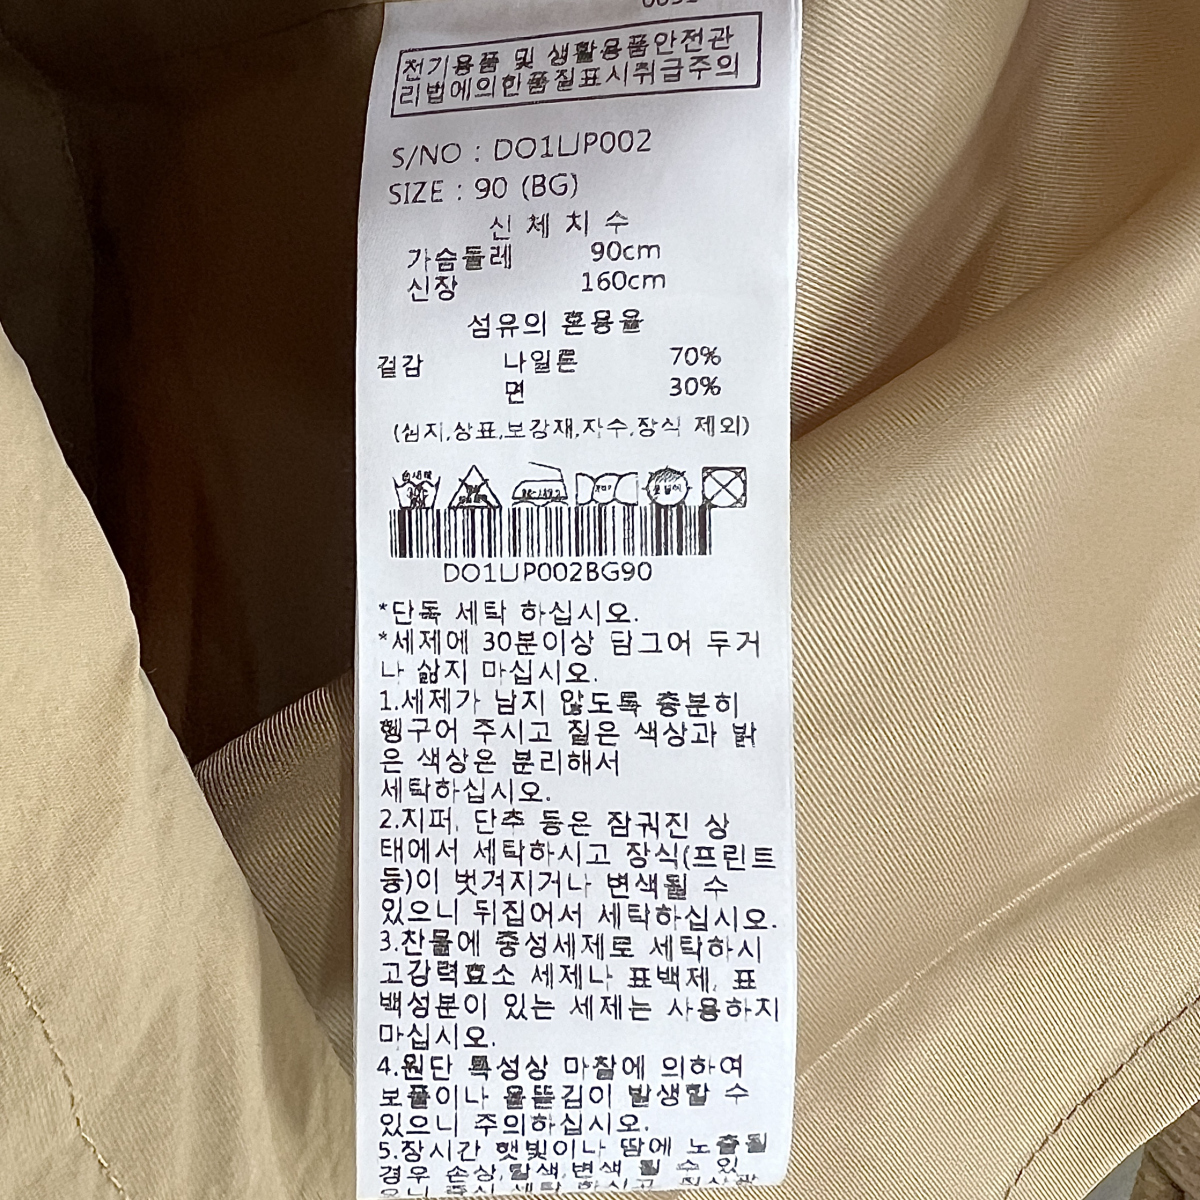 전기용품 및 생활용품안전관
리법에의한품질표시취급주의
S/NO : DO1LJP002
SIZE : 90 (BG)
신 체 치 수
가슴둘레 90cm
신장 160cm
섬유의 혼용율
겉감 나일론 70%
면 30%
(심지,상표,보강재,자수,장식 제외)
DO1LJP002BG90
*단독 세탁 하십시오.
*세제에 30분이상 담그어 두거
나 삶지 마십시오.
1.세제가 남지 않도록 충분히
헹구어 주시고 짙은 색상과 밝
은 색상은 분리해서
세탁하십시오.
2.지퍼, 단추 등은 잠궈진 상
태에서 세탁하시고 장식(프린트
등)이 벗겨지거나 변색될 수
있으니 뒤집어서 세탁하십시오.
3.찬물에 중성세제로 세탁하시
고강력효소 세제나 표백제, 표
백성분이 있는 세제는 사용하지
마십시오.
4.원단 특성상 마찰에 의하여
보풀이나 올뜯김이 발생할 수
있으니 주의하십시오.
5.장시간 햇빛이나 땀에 노출될
경우 손상,탈색,변색 될 수 있